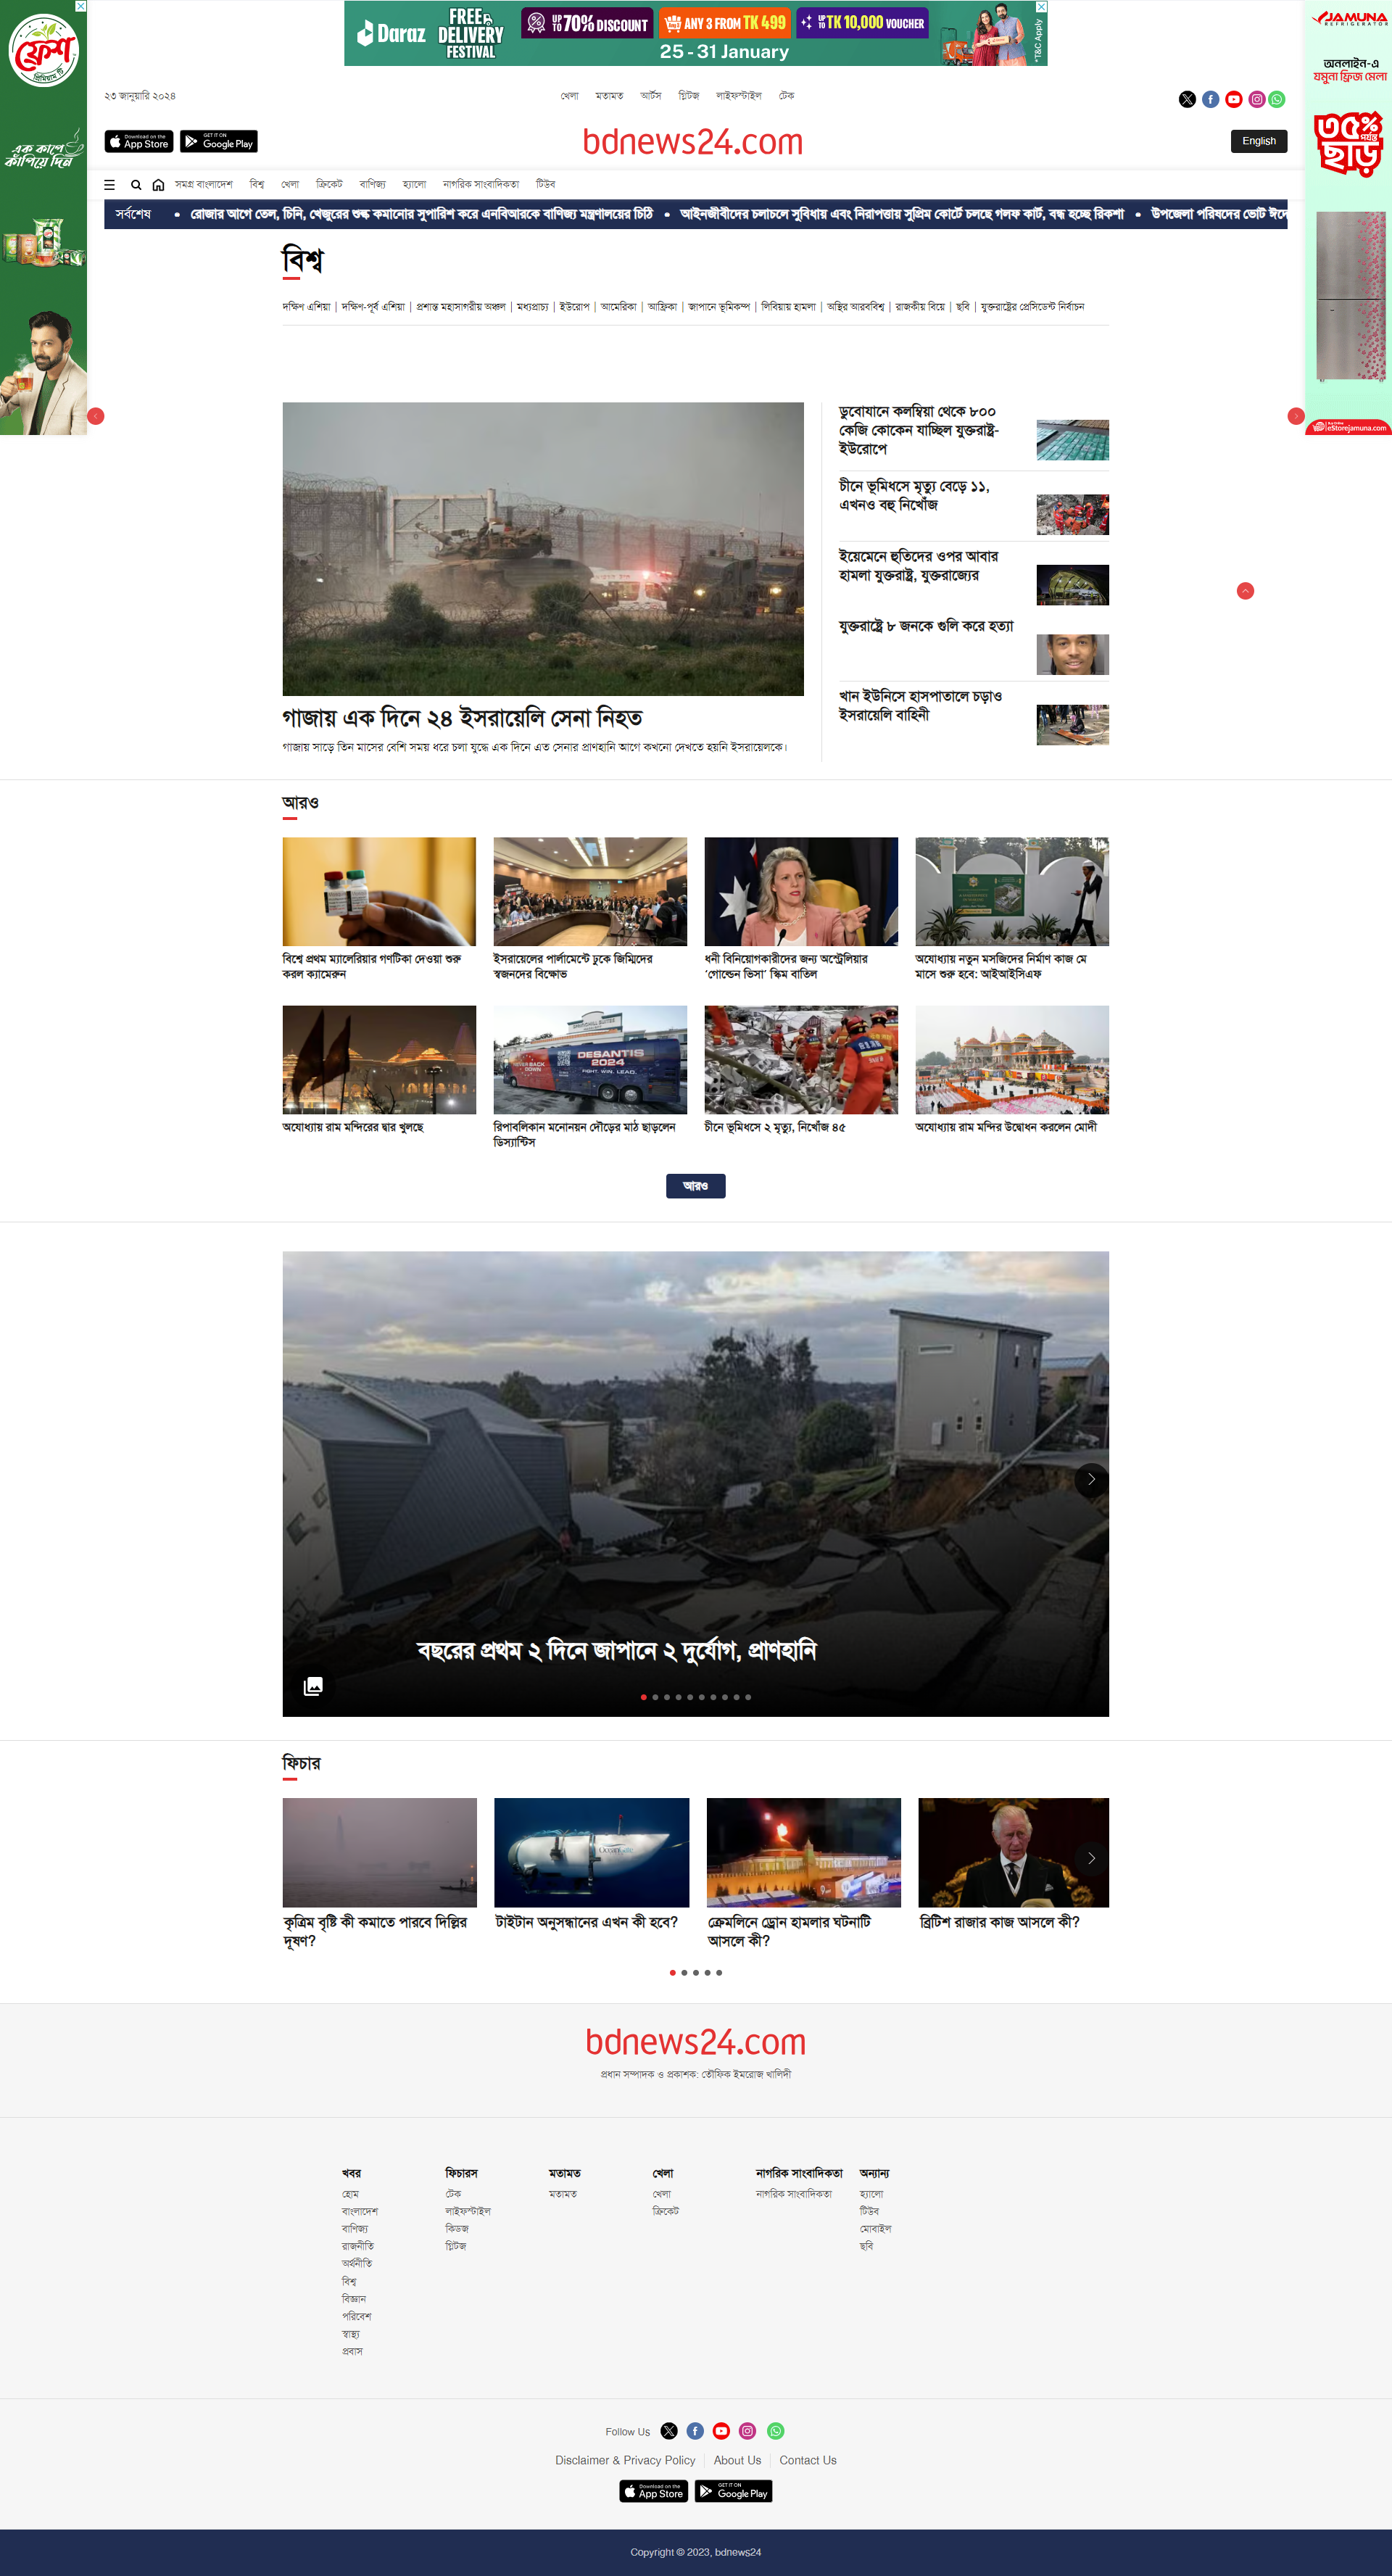 Daraz
FREE DELIVERY FESTIVAL
UP TO 70% DISCOUNT
ANY 3 FROM TK 499
UP TO TK 10,000 VOUCHER
25 - 31 January
*T&C Apply
ফ্রেশ
প্রিমিয়াম টি
এক কাপে
কাঁপিয়ে দিন
JAMUNA
REFRIGERATOR
অনলাইন-এ
যমুনা ফ্রিজ মেলা
৩৫% পর্যন্ত
ছাড়
eStorejamuna.com
২৩ জানুয়ারি ২০২৪
খেলা মতামত আর্টস গ্লিটজ লাইফস্টাইল টেক
Download on the App Store
GET IT ON Google Play
bdnews24.com
English
সমগ্র বাংলাদেশ বিশ্ব খেলা ক্রিকেট বাণিজ্য হ্যালো নাগরিক সাংবাদিকতা টিউব
সর্বশেষ • রোজার আগে তেল, চিনি, খেজুরের শুল্ক কমানোর সুপারিশ করে এনবিআরকে বাণিজ্য মন্ত্রণালয়ের চিঠি • আইনজীবীদের চলাচলে সুবিধায় এবং নিরাপত্তায় সুপ্রিম কোর্টে চলছে গলফ কার্ট, বন্ধ হচ্ছে রিকশা • উপজেলা পরিষদের ভোট
বিশ্ব
দক্ষিণ এশিয়া | দক্ষিণ-পূর্ব এশিয়া | প্রশান্ত মহাসাগরীয় অঞ্চল | মধ্যপ্রাচ্য | ইউরোপ | আমেরিকা | আফ্রিকা | জাপানে ভূমিকম্প | লিবিয়ায় হামলা | অস্থির আরববিশ্ব | রাজকীয় বিয়ে | ছবি | যুক্তরাষ্ট্রের প্রেসিডেন্ট নির্বাচন
গাজায় এক দিনে ২৪ ইসরায়েলি সেনা নিহত
গাজায় সাড়ে তিন মাসের বেশি সময় ধরে চলা যুদ্ধে এক দিনে এত সেনার প্রাণহানি আগে কখনো দেখতে হয়নি ইসরায়েলকে।
ডুবোযানে কলম্বিয়া থেকে ৮০০
কেজি কোকেন যাচ্ছিল যুক্তরাষ্ট্র-
ইউরোপে
চীনে ভূমিধসে মৃত্যু বেড়ে ১১,
এখনও বহু নিখোঁজ
ইয়েমেনে হুতিদের ওপর আবার
হামলা যুক্তরাষ্ট্র, যুক্তরাজ্যের
যুক্তরাষ্ট্রে ৮ জনকে গুলি করে হত্যা
খান ইউনিসে হাসপাতালে চড়াও
ইসরায়েলি বাহিনী
আরও
বিশ্বে প্রথম ম্যালেরিয়ার গণটিকা দেওয়া শুরু
করল ক্যামেরুন
ইসরায়েলের পার্লামেন্টে ঢুকে জিম্মিদের
স্বজনদের বিক্ষোভ
ধনী বিনিয়োগকারীদের জন্য অস্ট্রেলিয়ার
‘গোল্ডেন ভিসা’ স্কিম বাতিল
অযোধ্যায় নতুন মসজিদের নির্মাণ কাজ মে
মাসে শুরু হবে: আইআইসিএফ
DESANTIS
2024
FIGHT. WIN. LEAD.
BACK
DOWN
অযোধ্যায় রাম মন্দিরের দ্বার খুলছে
রিপাবলিকান মনোনয়ন দৌড়ের মাঠ ছাড়লেন
ডিস্যান্টিস
চীনে ভূমিধসে ২ মৃত্যু, নিখোঁজ ৪৫
অযোধ্যায় রাম মন্দির উদ্বোধন করলেন মোদী
আরও
বছরের প্রথম ২ দিনে জাপানে ২ দুর্যোগ, প্রাণহানি
ফিচার
OceanGate
কৃত্রিম বৃষ্টি কী কমাতে পারবে দিল্লির
দূষণ?
টাইটান অনুসন্ধানের এখন কী হবে?
ক্রেমলিনে ড্রোন হামলার ঘটনাটি
আসলে কী?
ব্রিটিশ রাজার কাজ আসলে কী?
bdnews24.com
প্রধান সম্পাদক ও প্রকাশক: তৌফিক ইমরোজ খালিদী
খবর
হোম
বাংলাদেশ
বাণিজ্য
রাজনীতি
অর্থনীতি
বিশ্ব
বিজ্ঞান
পরিবেশ
স্বাস্থ্য
প্রবাস
ফিচারস
টেক
লাইফস্টাইল
কিডজ
গ্লিটজ
মতামত
মতামত
খেলা
খেলা
ক্রিকেট
নাগরিক সাংবাদিকতা
নাগরিক সাংবাদিকতা
অন্যান্য
হ্যালো
টিউব
মোবাইল
ছবি
Follow Us
Disclaimer & Privacy Policy | About Us | Contact Us
Download on the App Store
GET IT ON Google Play
Copyright © 2023, bdnews24